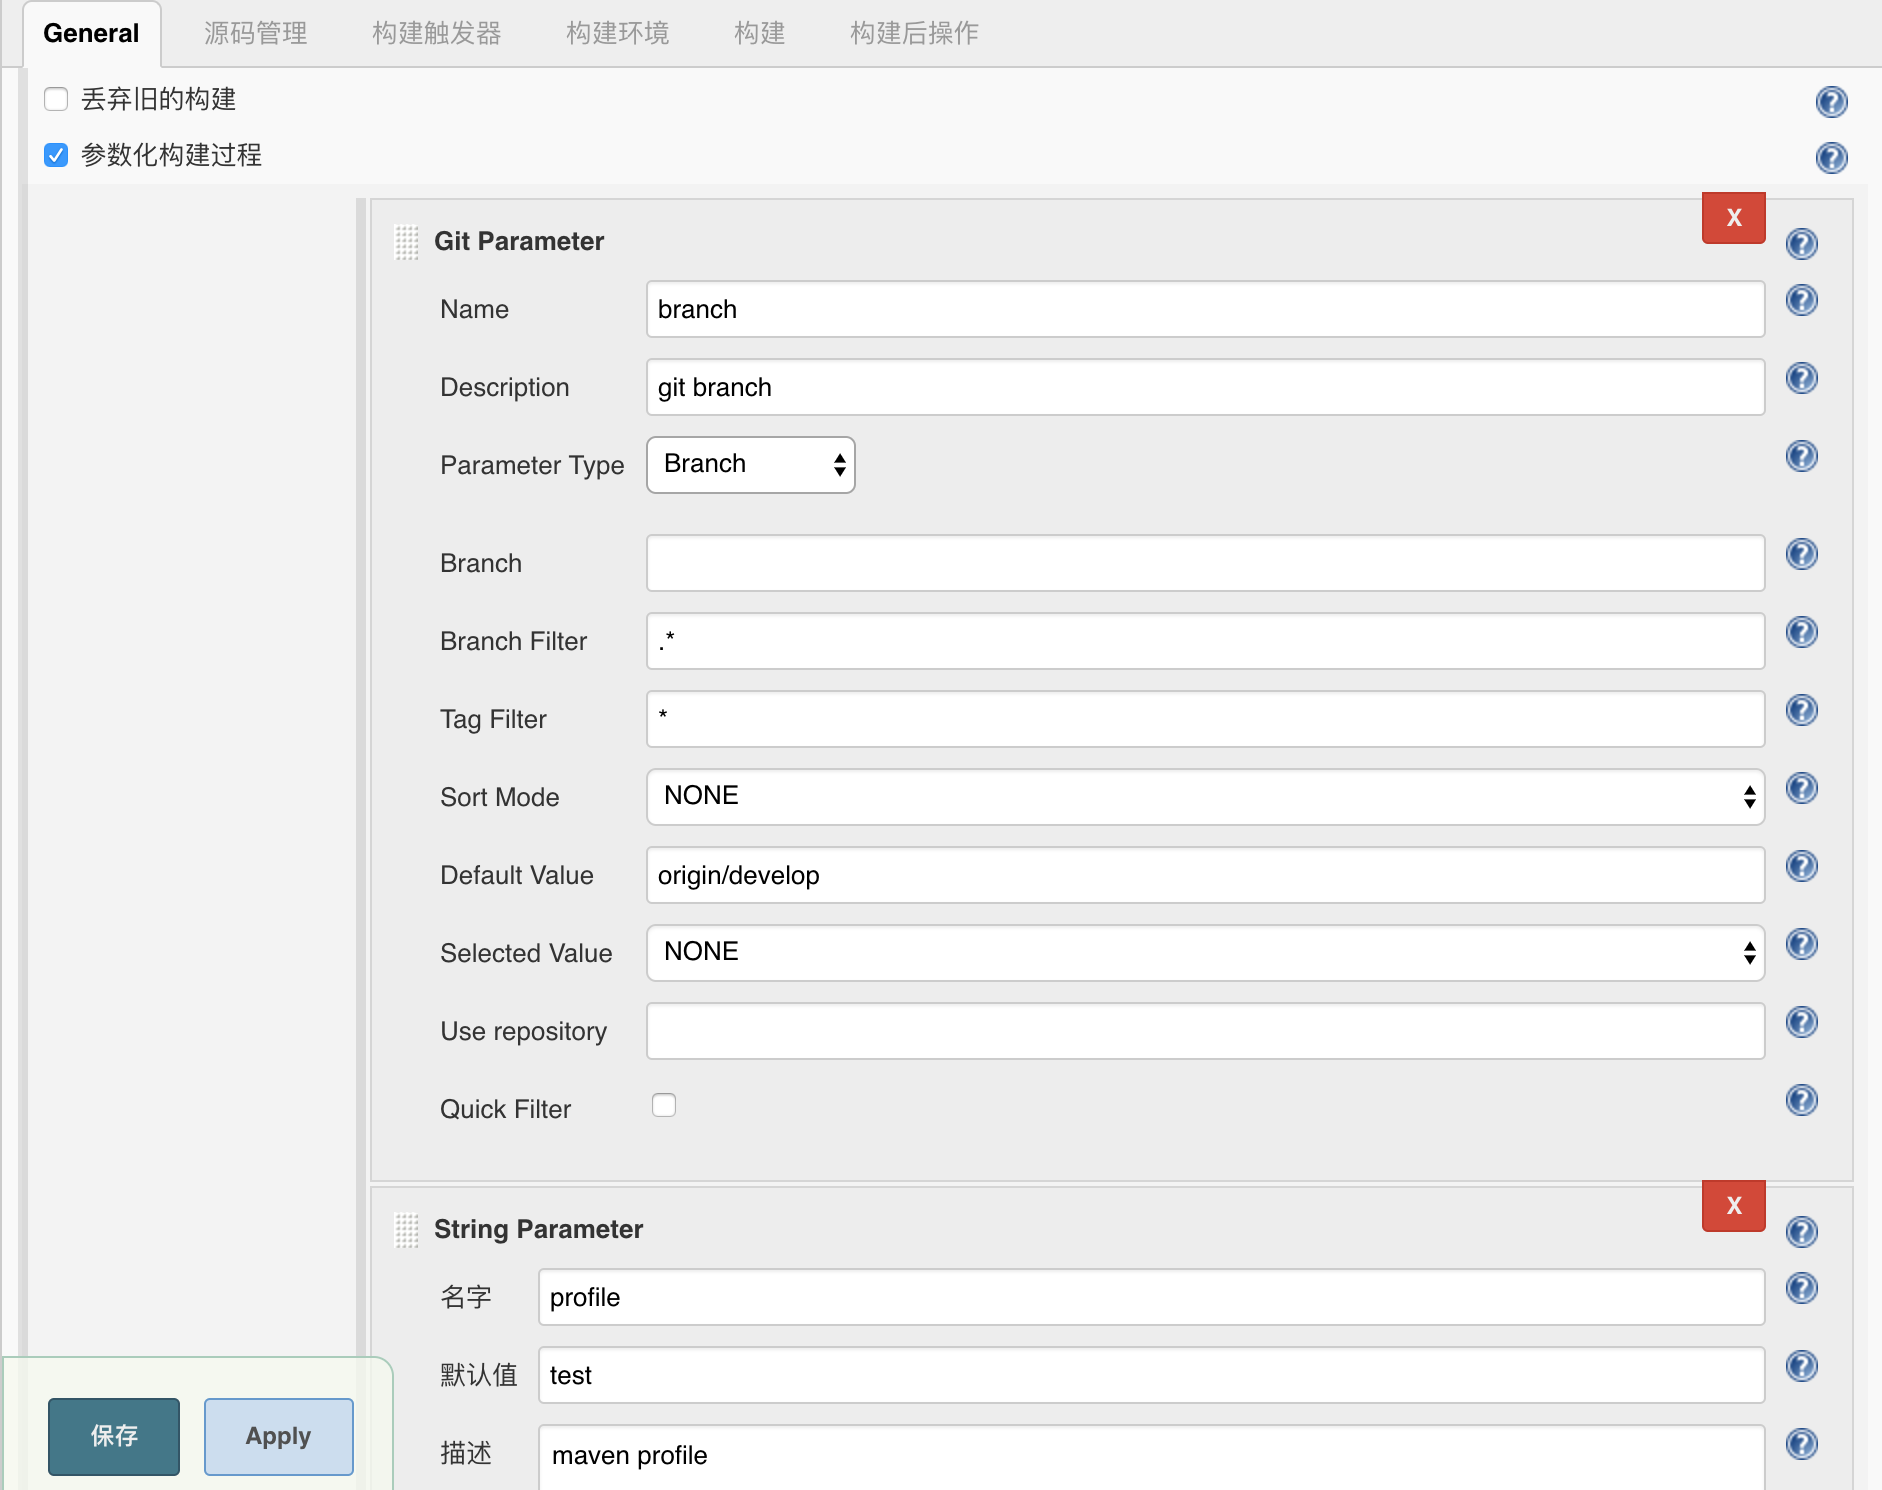 General 源码管理 构建触发器 构建环境 构建 构建后操作
丢弃旧的构建
参数化构建过程
X
Git Parameter
Name branch
Description git branch
Parameter Type Branch
Branch
Branch Filter .*
Tag Filter *
Sort Mode NONE
Default Value origin/develop
Selected Value NONE
Use repository
Quick Filter
X
String Parameter
名字 profile
默认值 test
描述 maven profile
保存 Apply